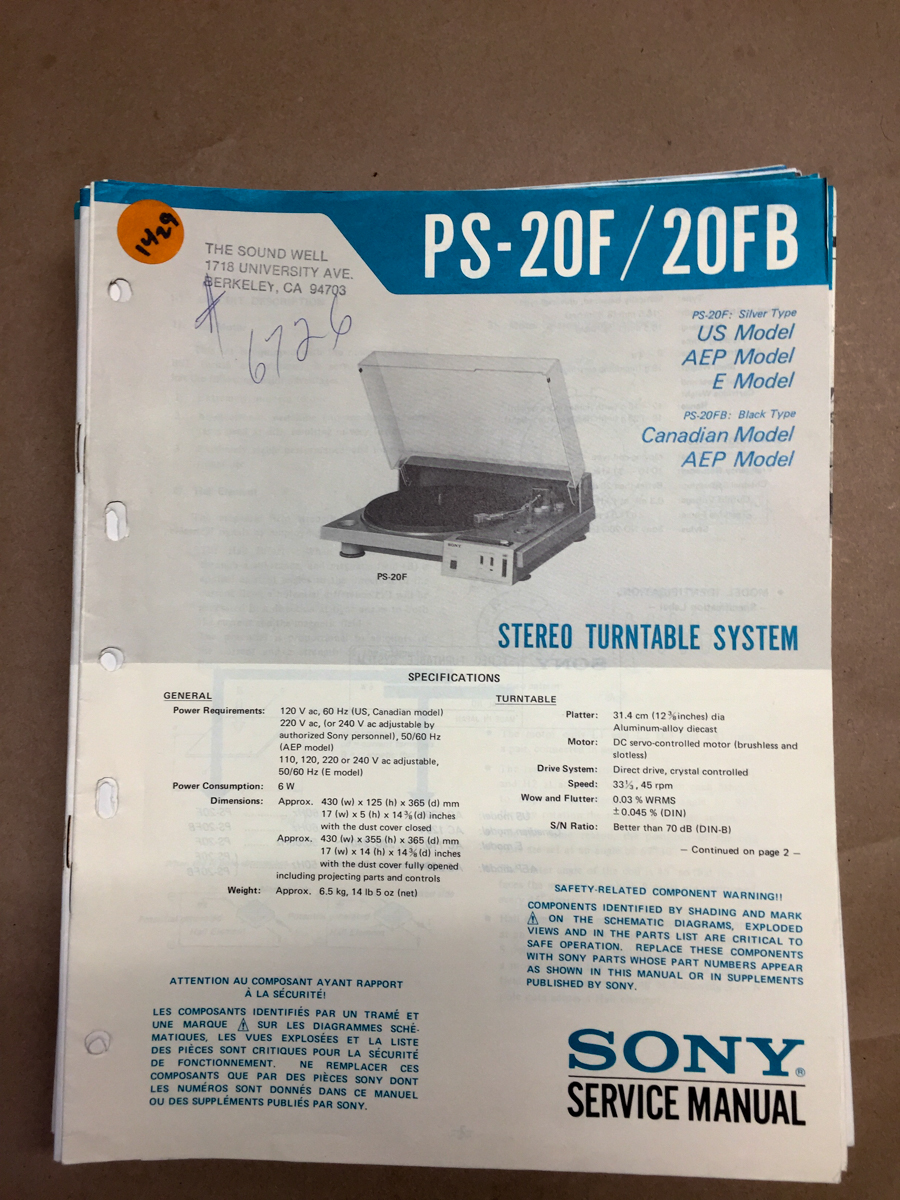 PS-20F/20FB
1429
THE SOUND WELL
1718 UNIVERSITY AVE.
BERKELEY, CA 94703
# 6726
PS-20F: Silver Type
US Model
AEP Model
E Model
PS-20FB: Black Type
Canadian Model
AEP Model
SONY
PS-20F
STEREO TURNTABLE SYSTEM
SPECIFICATIONS
GENERAL
Power Requirements: 120 V ac, 60 Hz (US, Canadian model)
220 V ac, (or 240 V ac adjustable by
authorized Sony personnel), 50/60 Hz
(AEP model)
110, 120, 220 or 240 V ac adjustable,
50/60 Hz (E model)
Power Consumption: 6 W
Dimensions: Approx. 430 (w) x 125 (h) x 365 (d) mm
17 (w) x 5 (h) x 14 3/8 (d) inches
with the dust cover closed
Approx. 430 (w) x 355 (h) x 365 (d) mm
17 (w) x 14 (h) x 14 3/8 (d) inches
with the dust cover fully opened
including projecting parts and controls
Weight: Approx. 6.5 kg, 14 lb 5 oz (net)
TURNTABLE
Platter: 31.4 cm (12 3/8 inches) dia
Aluminum-alloy diecast
Motor: DC servo-controlled motor (brushless and
slotless)
Drive System: Direct drive, crystal controlled
Speed: 33⅓, 45 rpm
Wow and Flutter: 0.03 % WRMS
±0.045 % (DIN)
S/N Ratio: Better than 70 dB (DIN-B)
— Continued on page 2 —
SAFETY-RELATED COMPONENT WARNING!!
COMPONENTS IDENTIFIED BY SHADING AND MARK
⚠ ON THE SCHEMATIC DIAGRAMS, EXPLODED
VIEWS AND IN THE PARTS LIST ARE CRITICAL TO
SAFE OPERATION. REPLACE THESE COMPONENTS
WITH SONY PARTS WHOSE PART NUMBERS APPEAR
AS SHOWN IN THIS MANUAL OR IN SUPPLEMENTS
PUBLISHED BY SONY.
ATTENTION AU COMPOSANT AYANT RAPPORT
À LA SÉCURITÉ!
LES COMPOSANTS IDENTIFIÉS PAR UN TRAMÉ ET
UNE MARQUE ⚠ SUR LES DIAGRAMMES SCHÉ-
MATIQUES, LES VUES EXPLOSÉES ET LA LISTE
DES PIÈCES SONT CRITIQUES POUR LA SÉCURITÉ
DE FONCTIONNEMENT. NE REMPLACER CES
COMPOSANTS QUE PAR DES PIÈCES SONY DONT
LES NUMÉROS SONT DONNÉS DANS CE MANUEL
OU DES SUPPLÉMENTS PUBLIÉS PAR SONY.
SONY®
SERVICE MANUAL